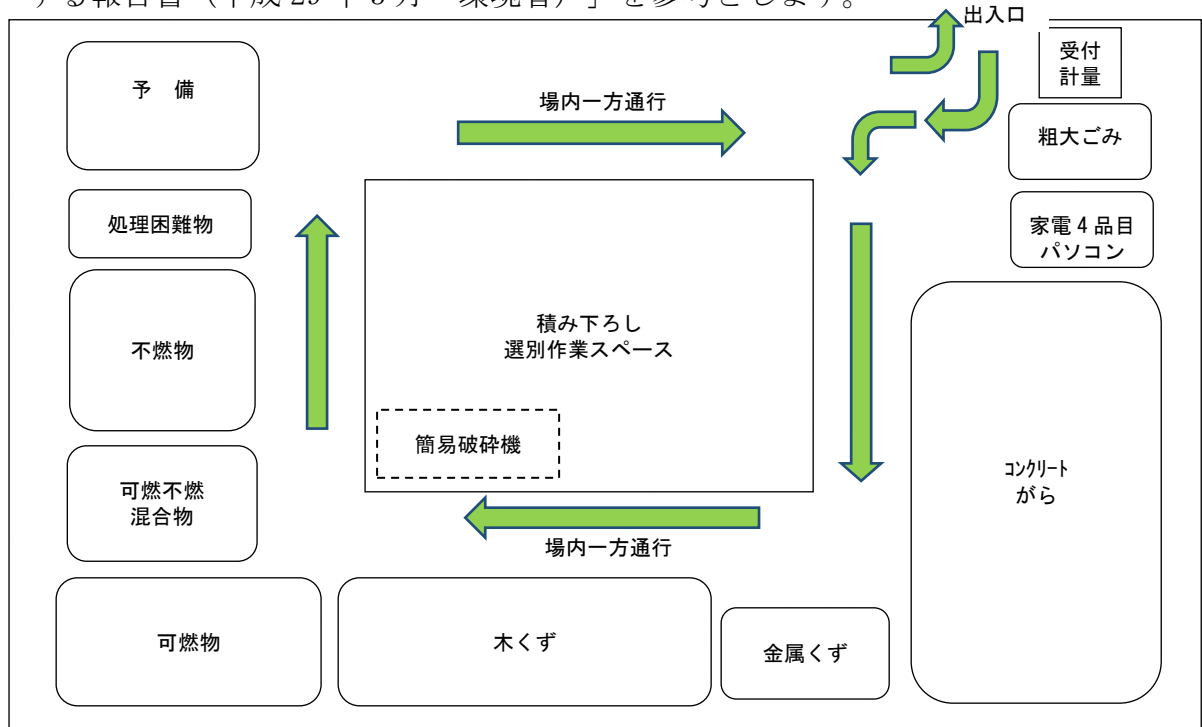 する報告書（平成 29 年 3 月 環境省）」を参考とします。
出入口
受付
計量
予　備
場内一方通行
粗大ごみ
処理困難物
家電 4 品目
パソコン
積み下ろし
選別作業スペース
不燃物
簡易破砕機
ｺﾝｸﾘｰﾄ
がら
可燃不燃
混合物
場内一方通行
可燃物
木くず
金属くず